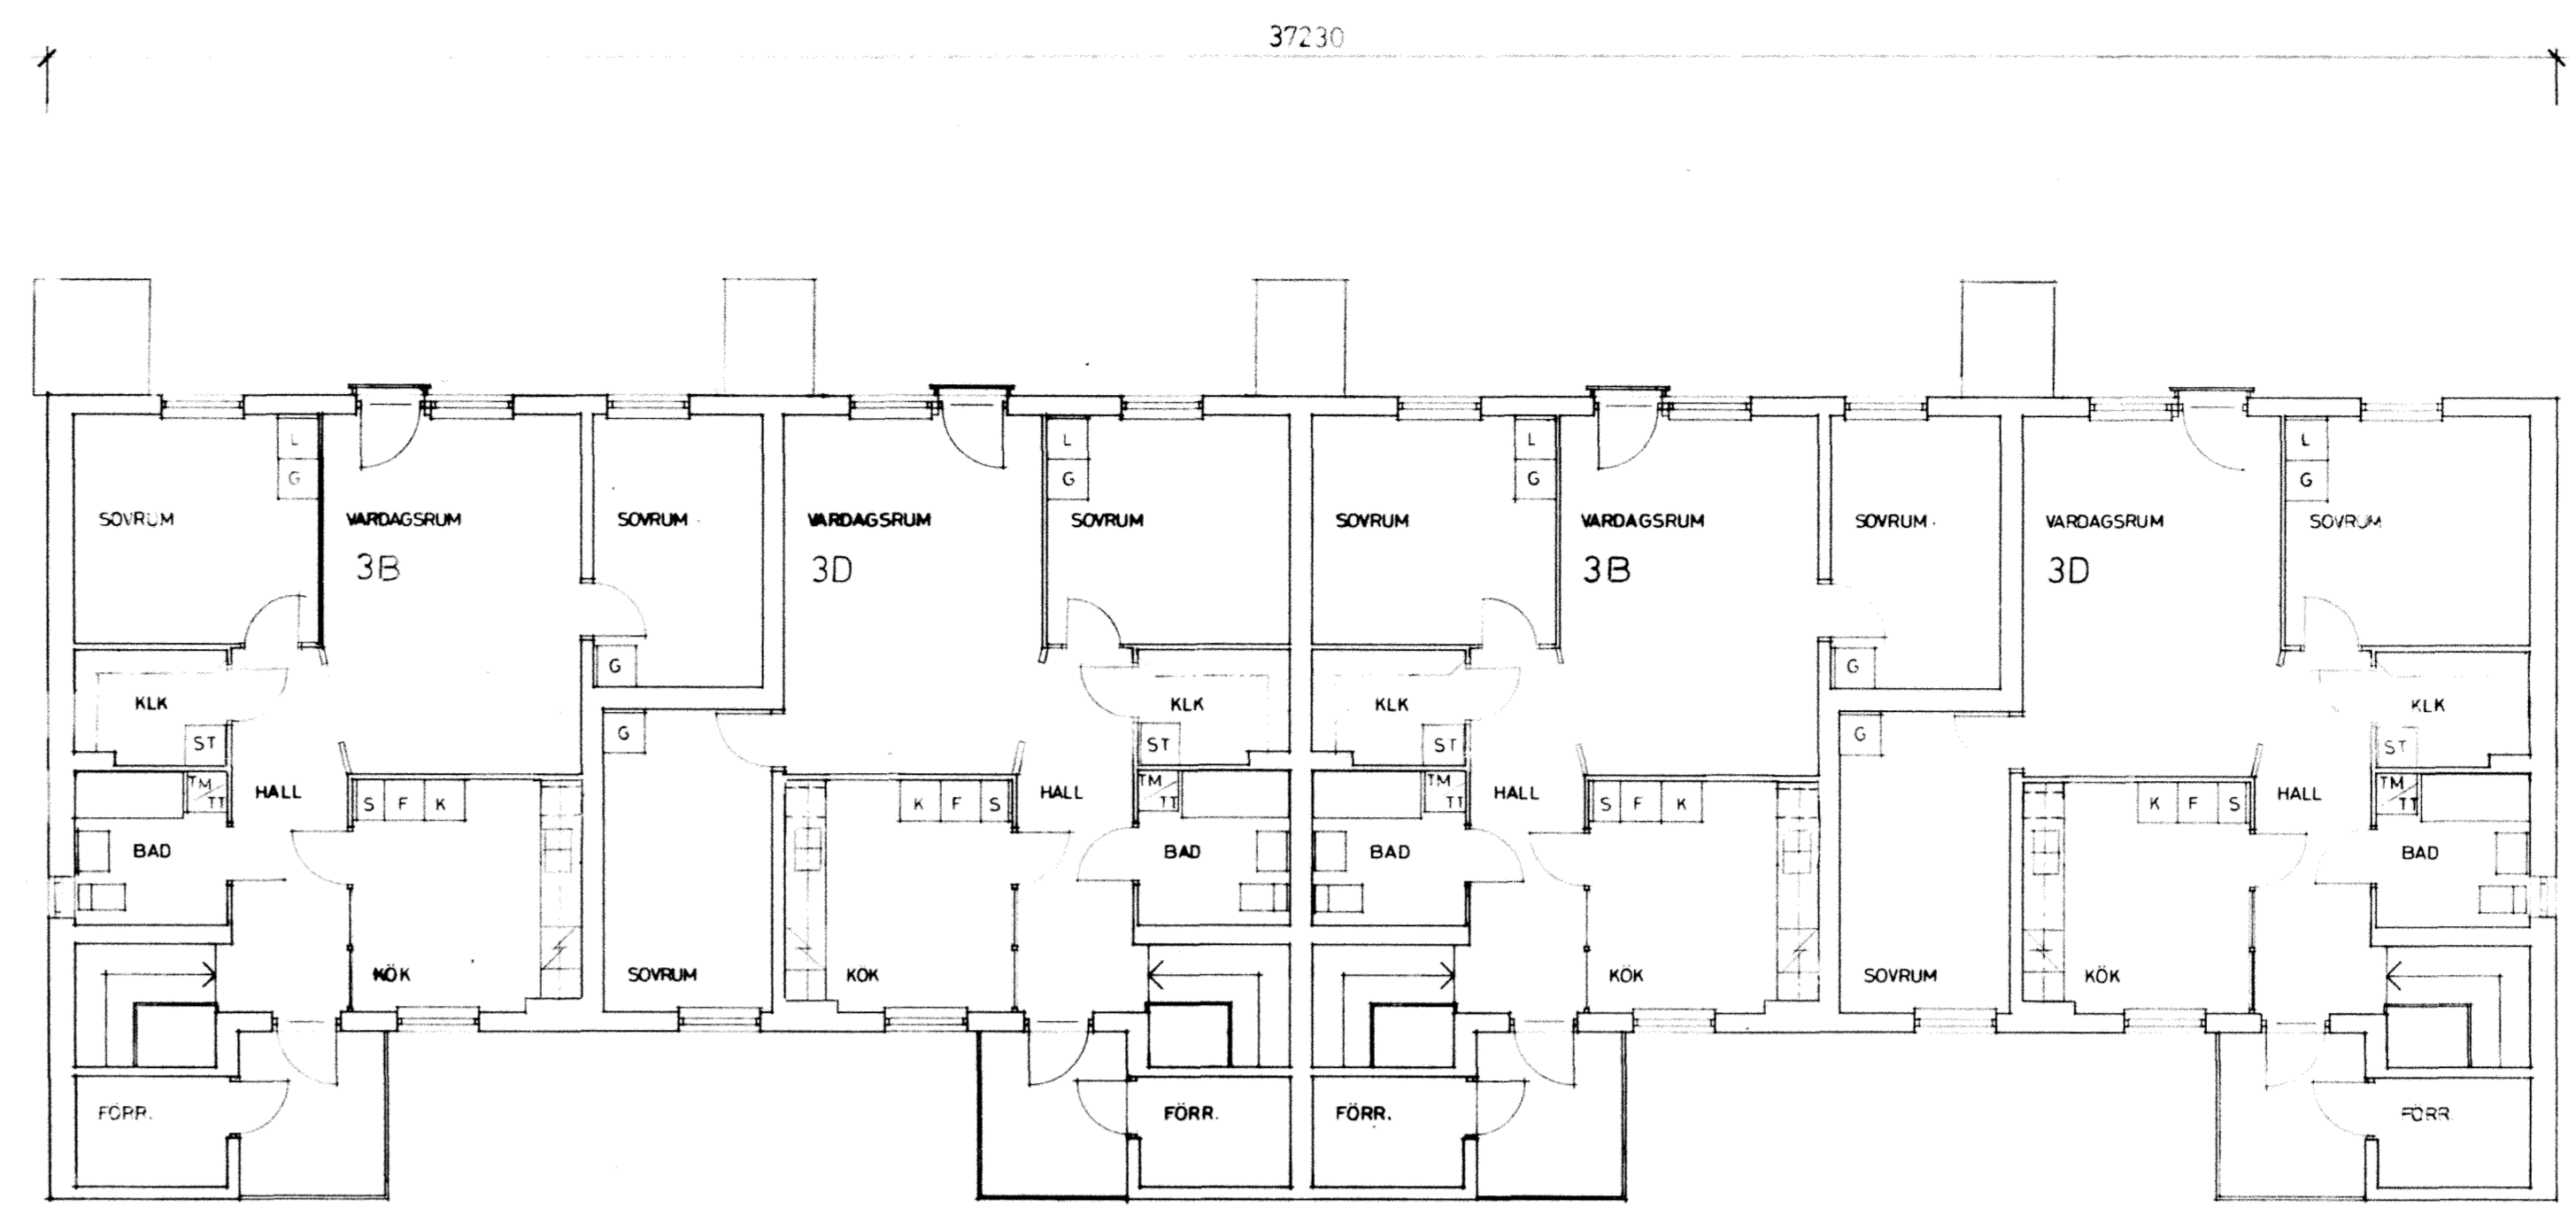 37230
L L L L
G G G G
SOVRUM VARDAGSRUM SOVRUM VARDAGSRUM SOVRUM SOVRUM VARDAGSRUM SOVRUM VARDAGSRUM SOVRUM
3B 3D 3B 3D
G G
KLK KLK KLK KLK
G G
ST ST ST ST
TM TM TM TM
TT TT TT TT
HALL HALL HALL HALL
S F K K F S S F K K F S
BAD BAD BAD BAD
KÖK SOVRUM KÖK KÖK SOVRUM KÖK
FÖRR. FÖRR. FÖRR. FÖRR.